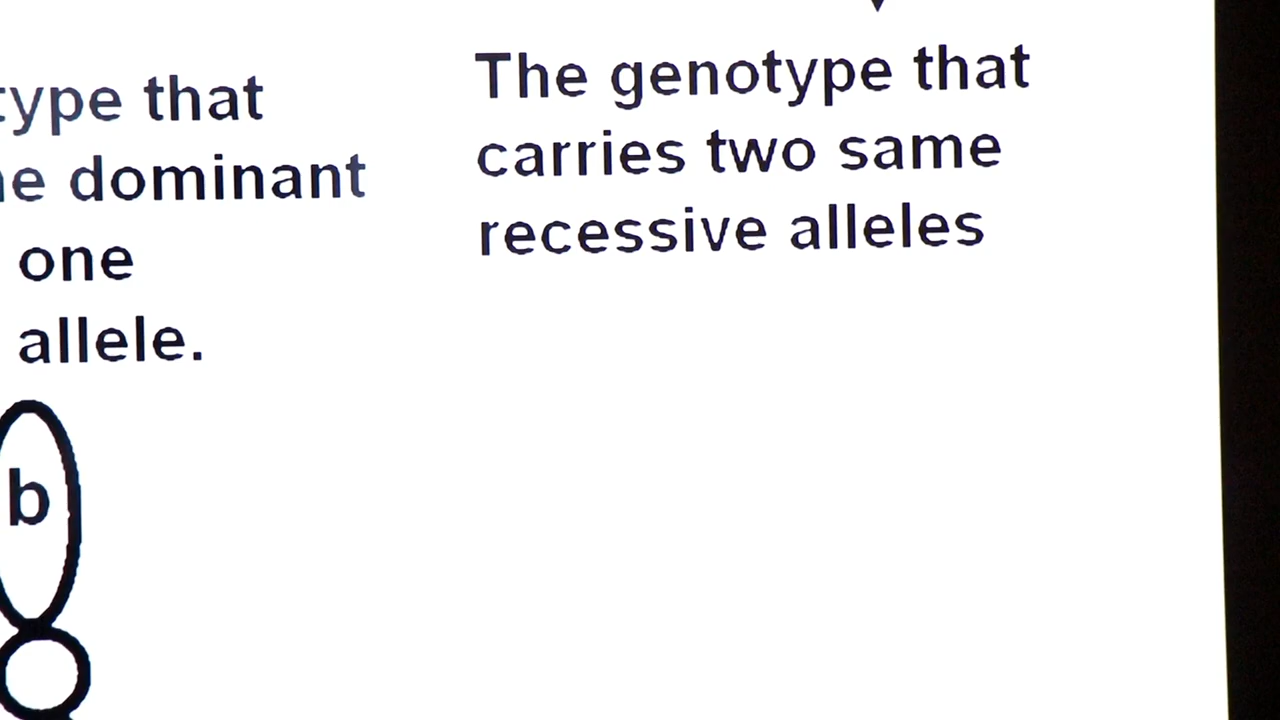 type that
dominant
one
allele.
b
The genotype that
carries two same
recessive alleles